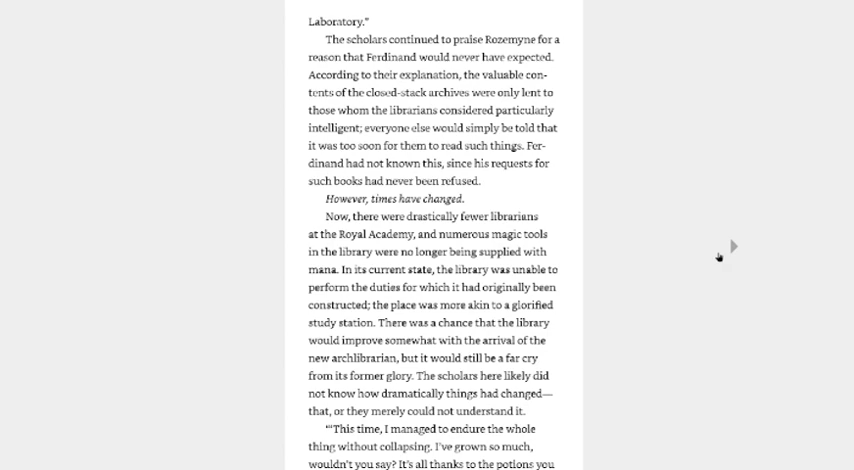 Laboratory.”
The scholars continued to praise Rozemyne for a
reason that Ferdinand would never have expected.
According to their explanation, the valuable con-
tents of the closed-stack archives were only lent to
those whom the librarians considered particularly
intelligent; everyone else would simply be told that
it was too soon for them to read such things. Fer-
dinand had not known this, since his requests for
such books had never been refused.
However, times have changed.
Now, there were drastically fewer librarians
at the Royal Academy, and numerous magic tools
in the library were no longer being supplied with
mana. In its current state, the library was unable to
perform the duties for which it had originally been
constructed; the place was more akin to a glorified
study station. There was a chance that the library
would improve somewhat with the arrival of the
new archlibrarian, but it would still be a far cry
from its former glory. The scholars here likely did
not know how dramatically things had changed—
that, or they merely could not understand it.
“‘This time, I managed to endure the whole
thing without collapsing. I’ve grown so much,
wouldn’t you say? It’s all thanks to the potions you